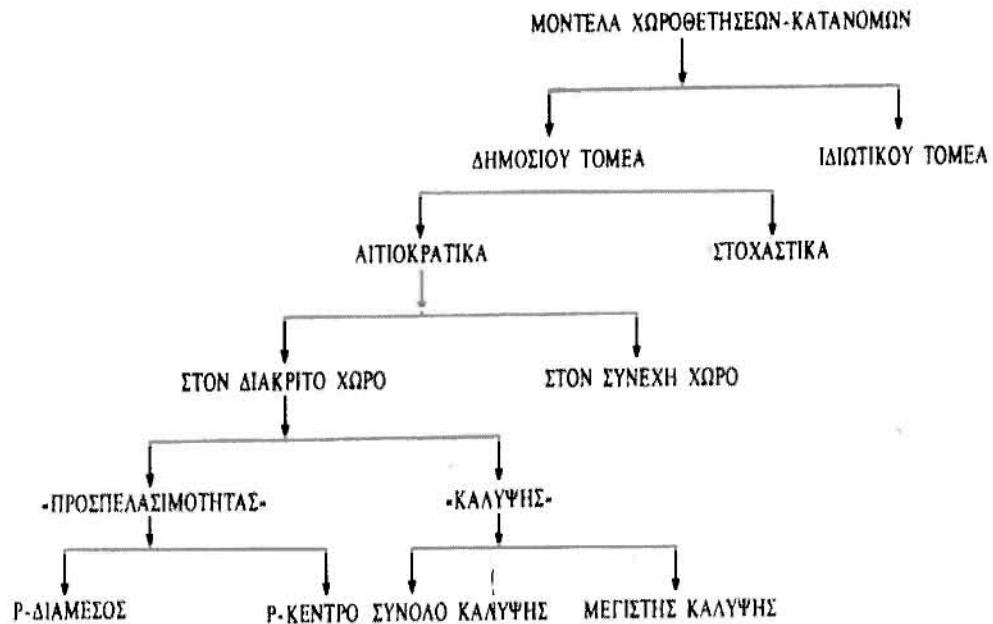 ΜΟΝΤΕΛΑ ΧΩΡΟΘΕΤΗΣΕΩΝ-ΚΑΤΑΝΟΜΩΝ
ΔΗΜΟΣΙΟΥ ΤΟΜΕΑ ΙΔΙΩΤΙΚΟΥ ΤΟΜΕΑ
ΑΙΤΙΟΚΡΑΤΙΚΑ ΣΤΟΧΑΣΤΙΚΑ
ΣΤΟΝ ΔΙΑΚΡΙΤΟ ΧΩΡΟ ΣΤΟΝ ΣΥΝΕΧΗ ΧΩΡΟ
«ΠΡΟΣΠΕΛΑΣΙΜΟΤΗΤΑΣ» «ΚΑΛΥΨΗΣ»
Ρ-ΔΙΑΜΕΣΟΣ Ρ-ΚΕΝΤΡΟ ΣΥΝΟΛΟ ΚΑΛΥΨΗΣ ΜΕΓΙΣΤΗΣ ΚΑΛΥΨΗΣ